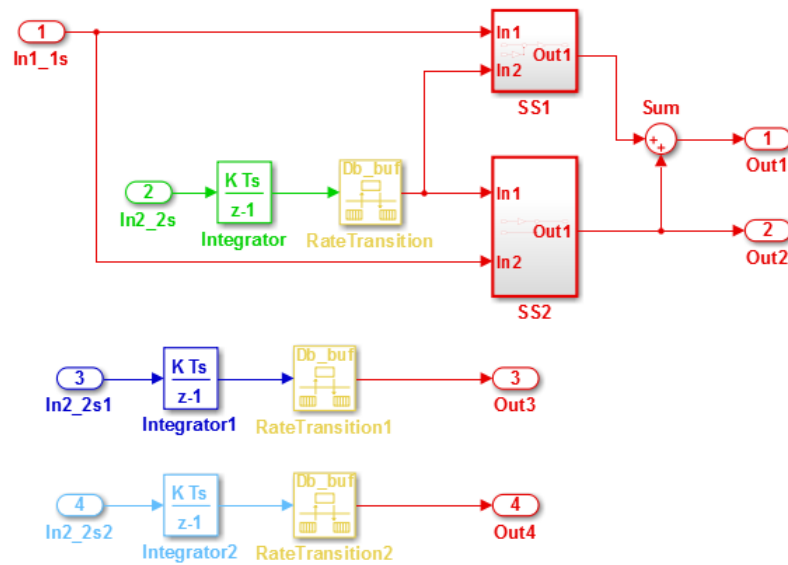 1
In1_1s
In1
In2
Out1
SS1
Sum
+
+
1
Out1
2
In2_2s
K Ts
z-1
Integrator
Db_buf
RateTransition
In1
In2
Out1
SS2
2
Out2
3
In2_2s1
K Ts
z-1
Integrator1
Db_buf
RateTransition1
3
Out3
4
In2_2s2
K Ts
z-1
Integrator2
Db_buf
RateTransition2
4
Out4